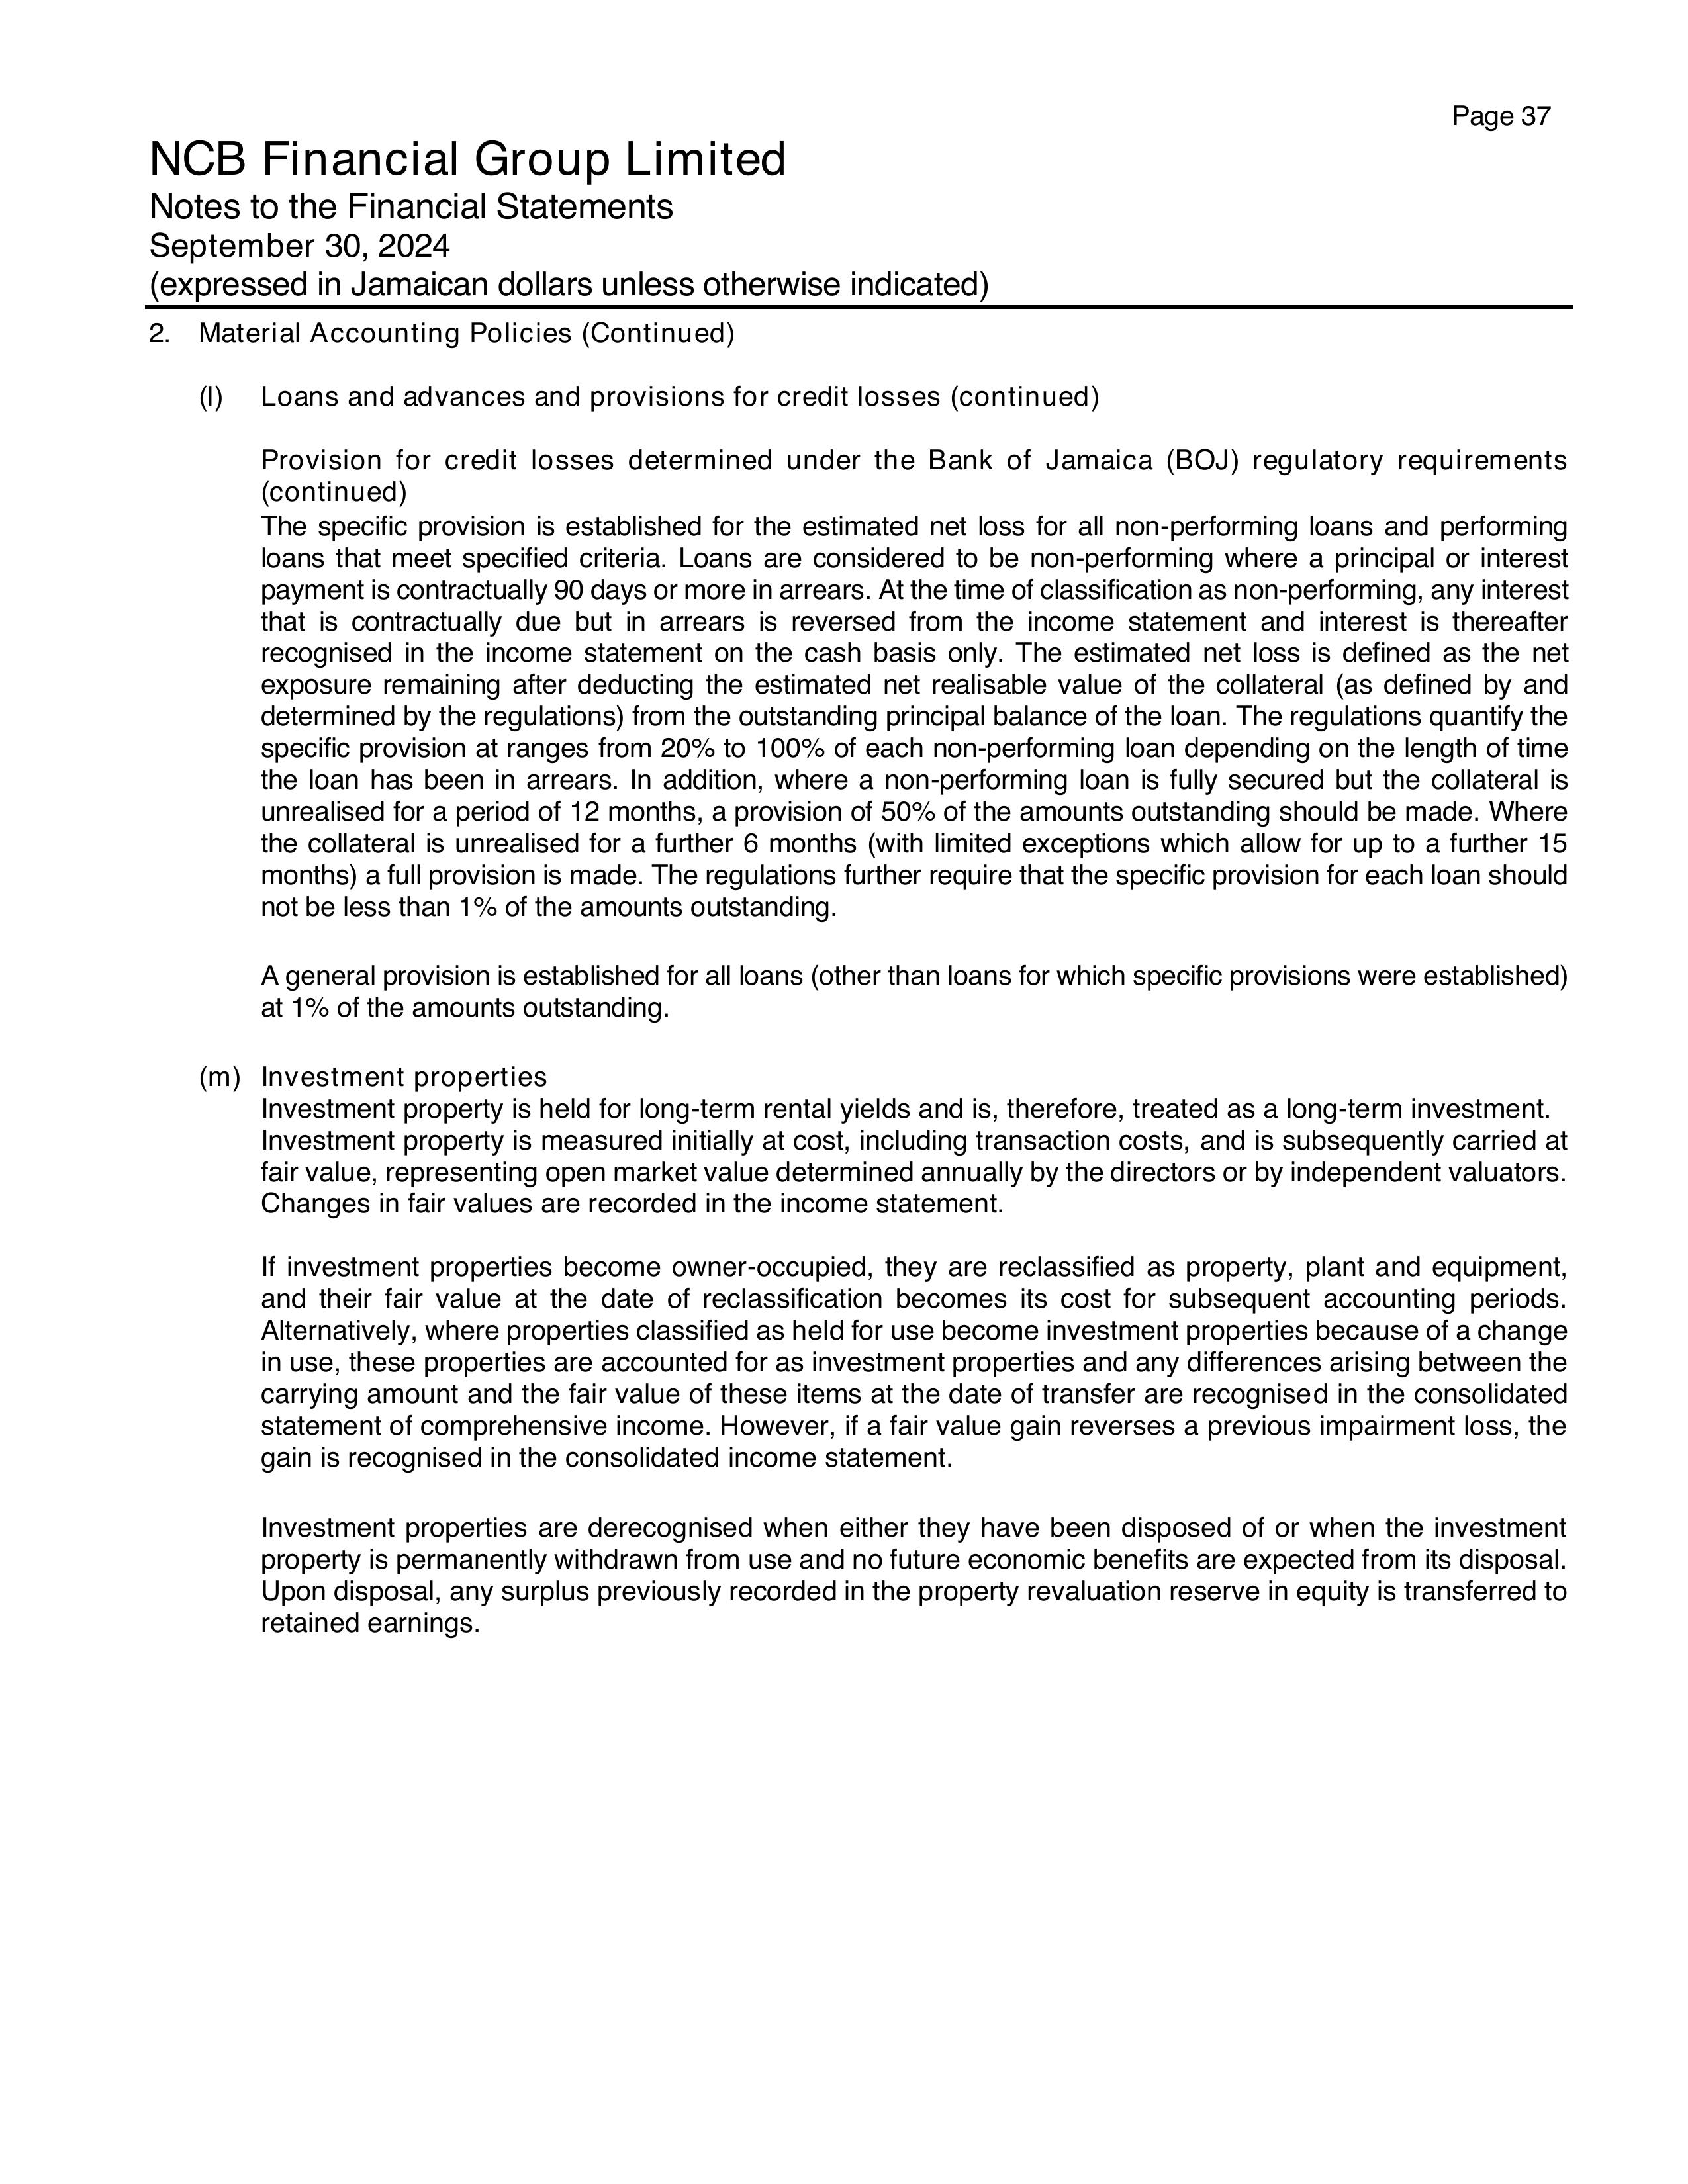 Page 37
NCB Financial Group Limited
Notes to the Financial Statements
September 30, 2024
(expressed in Jamaican dollars unless otherwise indicated)
2. Material Accounting Policies (Continued)
(l) Loans and advances and provisions for credit losses (continued)
Provision for credit losses determined under the Bank of Jamaica (BOJ) regulatory requirements
(continued)
The specific provision is established for the estimated net loss for all non-performing loans and performing
loans that meet specified criteria. Loans are considered to be non-performing where a principal or interest
payment is contractually 90 days or more in arrears. At the time of classification as non-performing, any interest
that is contractually due but in arrears is reversed from the income statement and interest is thereafter
recognised in the income statement on the cash basis only. The estimated net loss is defined as the net
exposure remaining after deducting the estimated net realisable value of the collateral (as defined by and
determined by the regulations) from the outstanding principal balance of the loan. The regulations quantify the
specific provision at ranges from 20% to 100% of each non-performing loan depending on the length of time
the loan has been in arrears. In addition, where a non-performing loan is fully secured but the collateral is
unrealised for a period of 12 months, a provision of 50% of the amounts outstanding should be made. Where
the collateral is unrealised for a further 6 months (with limited exceptions which allow for up to a further 15
months) a full provision is made. The regulations further require that the specific provision for each loan should
not be less than 1% of the amounts outstanding.
A general provision is established for all loans (other than loans for which specific provisions were established)
at 1% of the amounts outstanding.
(m) Investment properties
Investment property is held for long-term rental yields and is, therefore, treated as a long-term investment.
Investment property is measured initially at cost, including transaction costs, and is subsequently carried at
fair value, representing open market value determined annually by the directors or by independent valuators.
Changes in fair values are recorded in the income statement.
If investment properties become owner-occupied, they are reclassified as property, plant and equipment,
and their fair value at the date of reclassification becomes its cost for subsequent accounting periods.
Alternatively, where properties classified as held for use become investment properties because of a change
in use, these properties are accounted for as investment properties and any differences arising between the
carrying amount and the fair value of these items at the date of transfer are recognised in the consolidated
statement of comprehensive income. However, if a fair value gain reverses a previous impairment loss, the
gain is recognised in the consolidated income statement.
Investment properties are derecognised when either they have been disposed of or when the investment
property is permanently withdrawn from use and no future economic benefits are expected from its disposal.
Upon disposal, any surplus previously recorded in the property revaluation reserve in equity is transferred to
retained earnings.